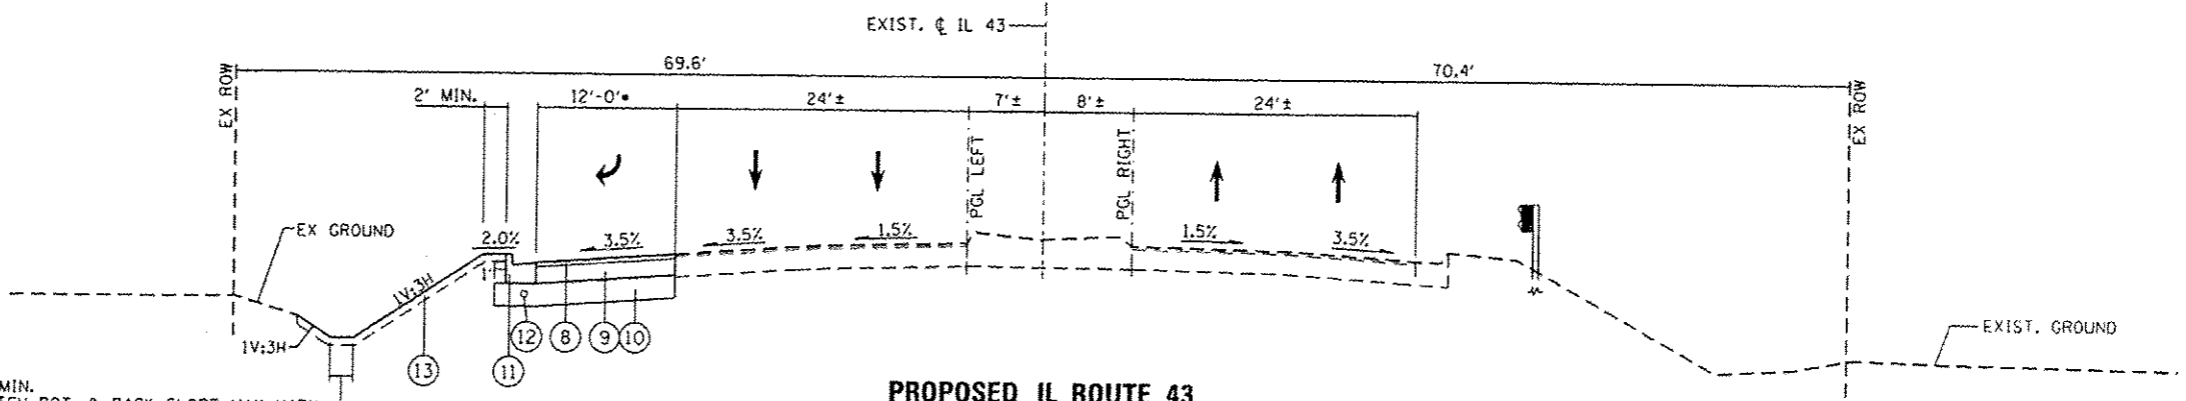 EXIST. ℄ IL 43
69.6'
70.4'
EX ROW
EX ROW
2' MIN.
12'-0"*
24'±
7'±
8'±
24'±
PGL LEFT
PGL RIGHT
EX GROUND
2.0%
3.5%
3.5%
1.5%
1.5%
3.5%
1V:3H
1V:3H
1'
12
8
9
10
13
11
EXIST. GROUND
MIN.
PROPOSED IL ROUTE 43